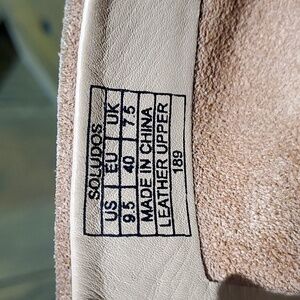 SOLUDOS
US EU UK
9.5 40 7.5
MADE IN CHINA
LEATHER UPPER
189